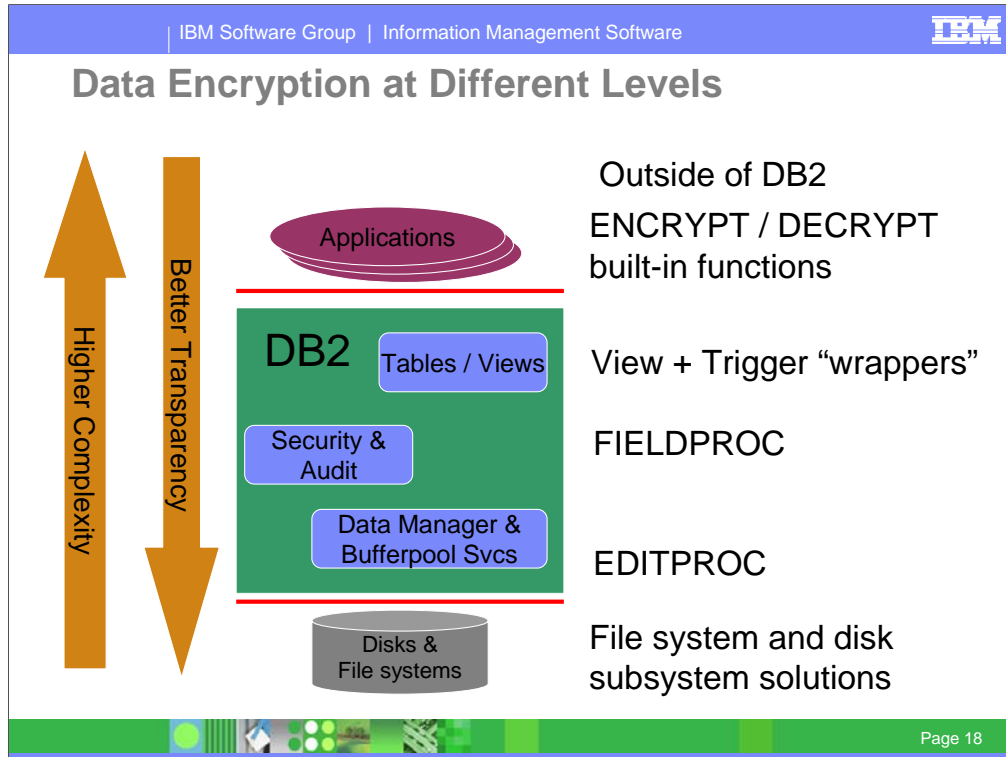 IBM Software Group | Information Management Software
IBM
Data Encryption at Different Levels
Higher Complexity
Better Transparency
Applications
DB2
Tables / Views
Security &
Audit
Data Manager &
Bufferpool Svcs
Disks &
File systems
Outside of DB2
ENCRYPT / DECRYPT
built-in functions
View + Trigger “wrappers”
FIELDPROC
EDITPROC
File system and disk
subsystem solutions
Page 18